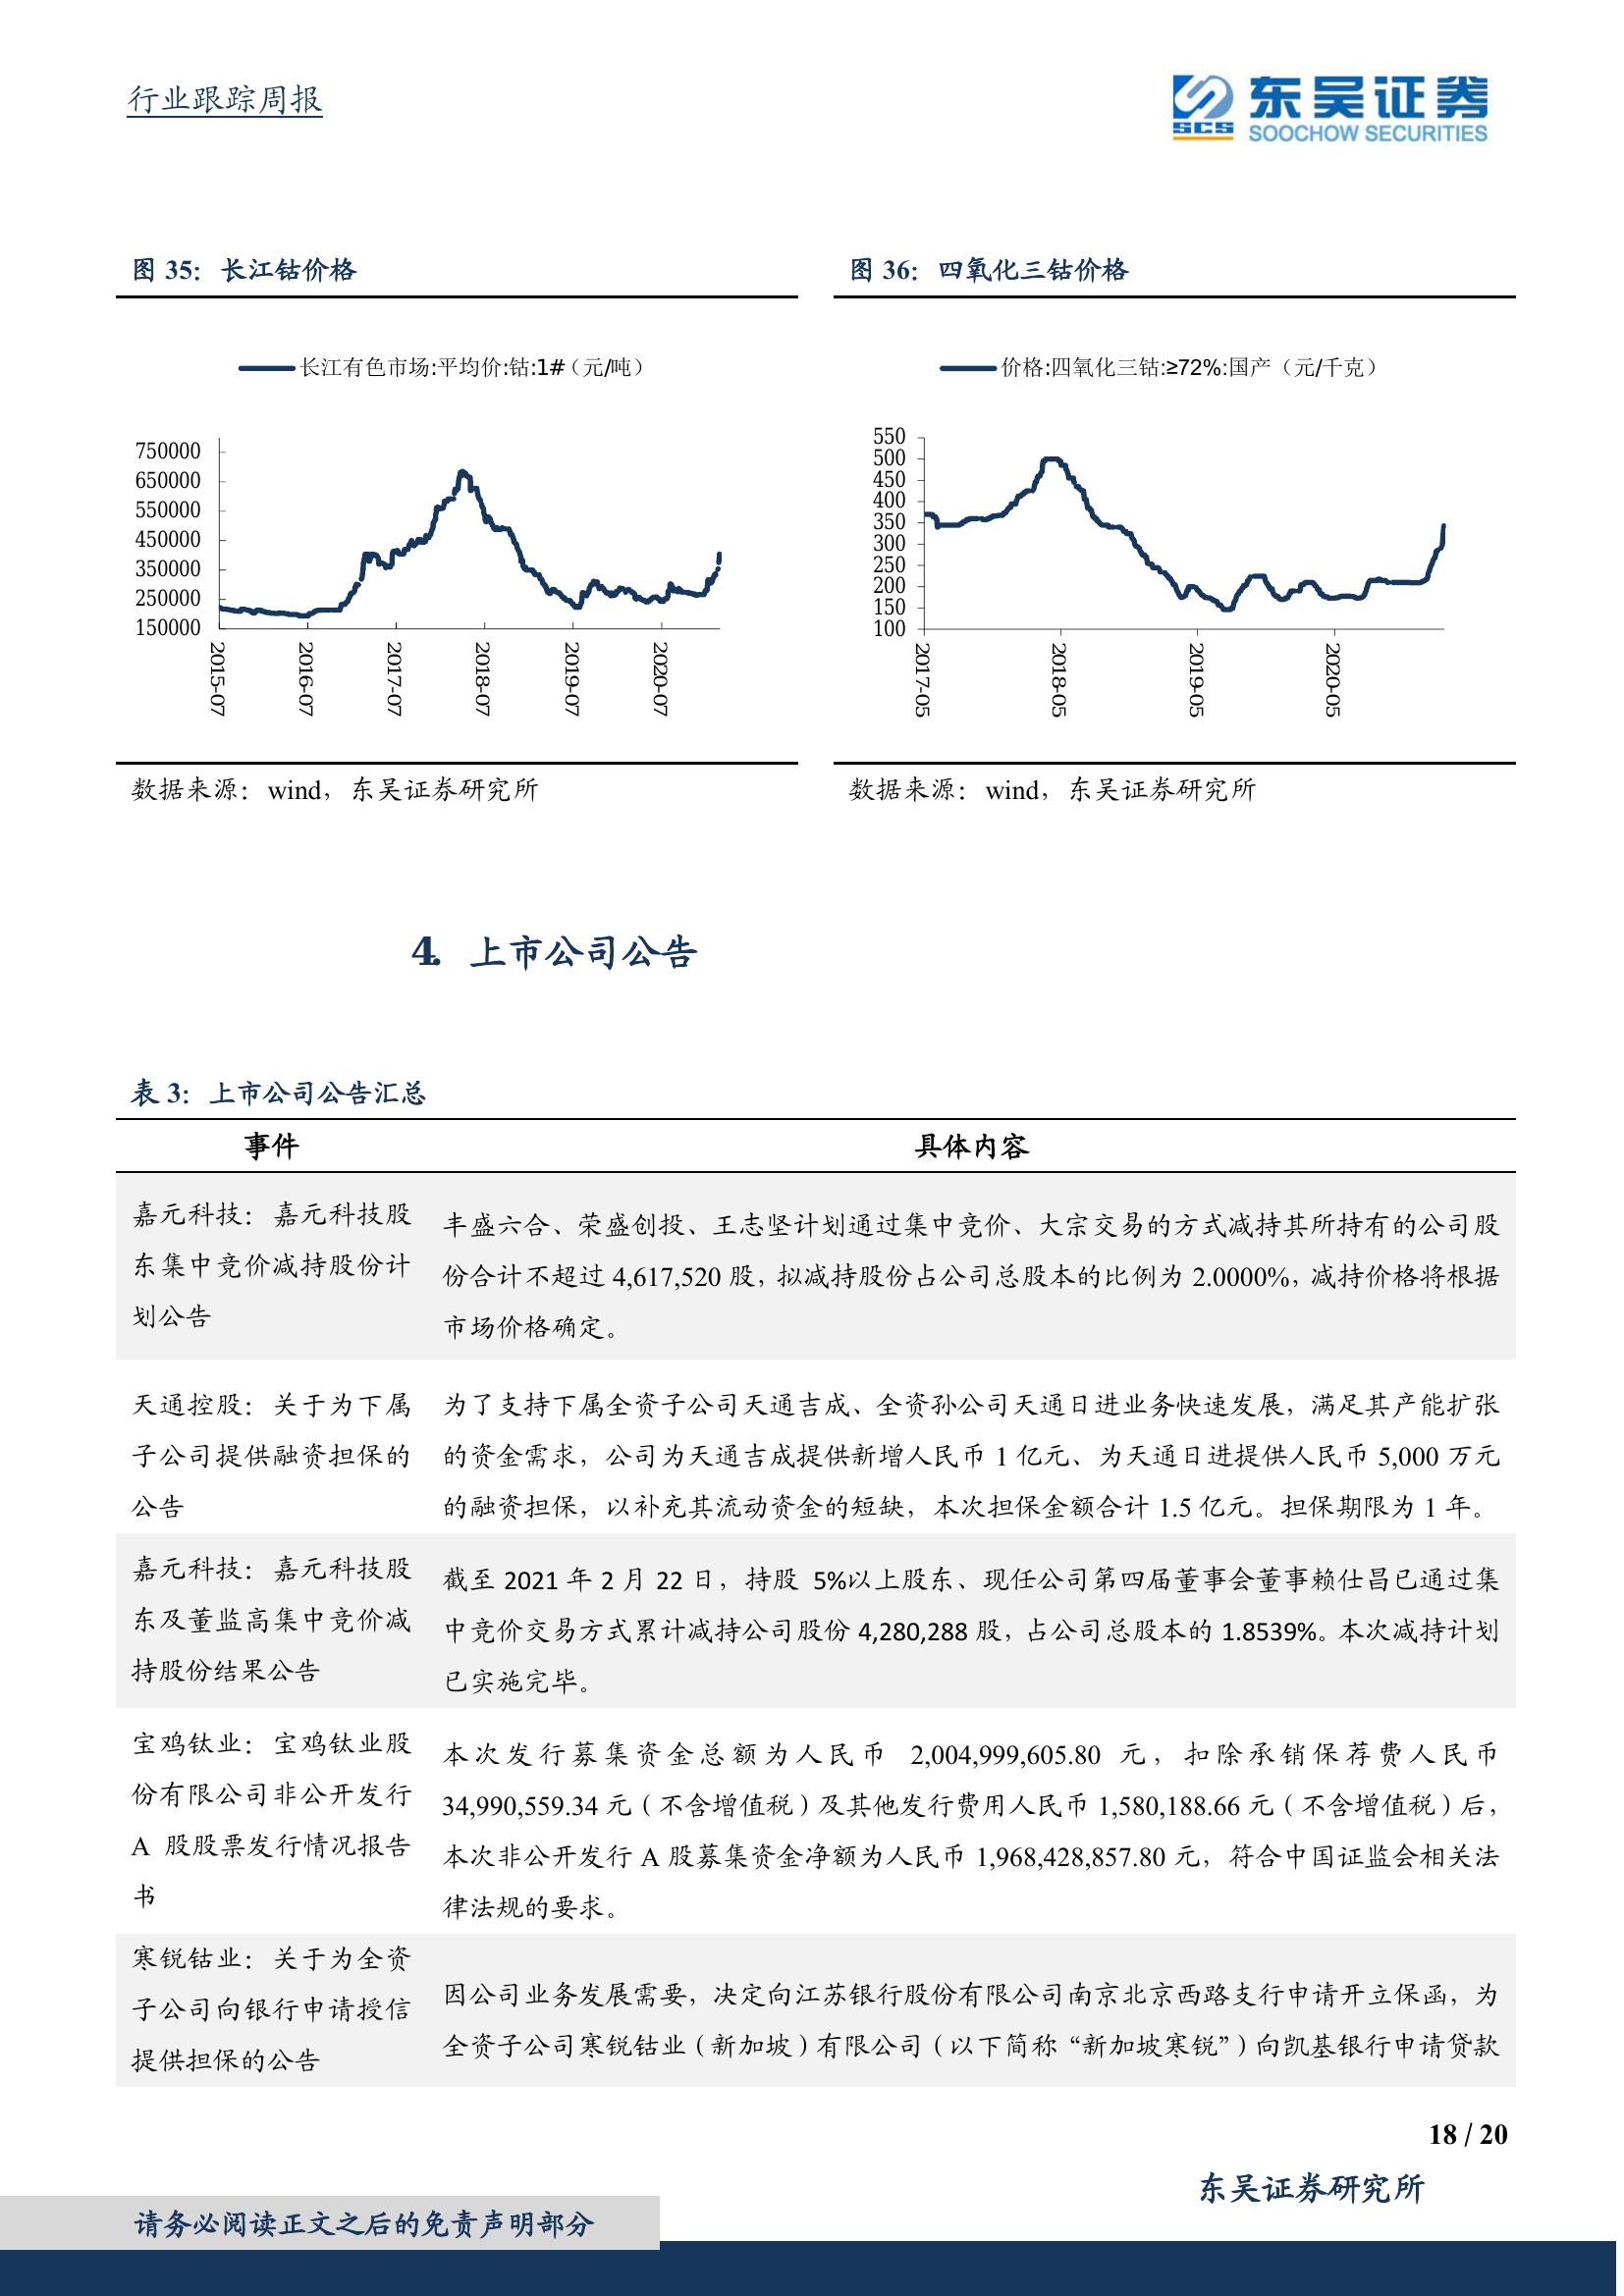 行业跟踪周报
SCS 东吴证券
SOOCHOW SECURITIES
图 35：长江钴价格
长江有色市场:平均价:钴:1#（元/吨）
750000
650000
550000
450000
350000
250000
150000
2015-07
2016-07
2017-07
2018-07
2019-07
2020-07
数据来源：wind，东吴证券研究所
图 36：四氧化三钴价格
价格:四氧化三钴:≥72%:国产（元/千克）
550
500
450
400
350
300
250
200
150
100
2017-05
2018-05
2019-05
2020-05
数据来源：wind，东吴证券研究所
4. 上市公司公告
表 3：上市公司公告汇总
事件
具体内容
嘉元科技：嘉元科技股
东集中竞价减持股份计
划公告
丰盛六合、荣盛创投、王志坚计划通过集中竞价、大宗交易的方式减持其所持有的公司股
份合计不超过 4,617,520 股，拟减持股份占公司总股本的比例为 2.0000%，减持价格将根据
市场价格确定。
天通控股：关于为下属
子公司提供融资担保的
公告
为了支持下属全资子公司天通吉成、全资孙公司天通日进业务快速发展，满足其产能扩张
的资金需求，公司为天通吉成提供新增人民币 1 亿元、为天通日进提供人民币 5,000 万元
的融资担保，以补充其流动资金的短缺，本次担保金额合计 1.5 亿元。担保期限为 1 年。
嘉元科技：嘉元科技股
东及董监高集中竞价减
持股份结果公告
截至 2021 年 2 月 22 日，持股 5%以上股东、现任公司第四届董事会董事赖仕昌已通过集
中竞价交易方式累计减持公司股份 4,280,288 股，占公司总股本的 1.8539%。本次减持计划
已实施完毕。
宝鸡钛业：宝鸡钛业股
份有限公司非公开发行
A 股股票发行情况报告
书
本次发行募集资金总额为人民币 2,004,999,605.80 元，扣除承销保荐费人民币
34,990,559.34 元（不含增值税）及其他发行费用人民币 1,580,188.66 元（不含增值税）后，
本次非公开发行 A 股募集资金净额为人民币 1,968,428,857.80 元，符合中国证监会相关法
律法规的要求。
寒锐钴业：关于为全资
子公司向银行申请授信
提供担保的公告
因公司业务发展需要，决定向江苏银行股份有限公司南京北京西路支行申请开立保函，为
全资子公司寒锐钴业（新加坡）有限公司（以下简称“新加坡寒锐”）向凯基银行申请贷款
18 / 20
东吴证券研究所
请务必阅读正文之后的免责声明部分